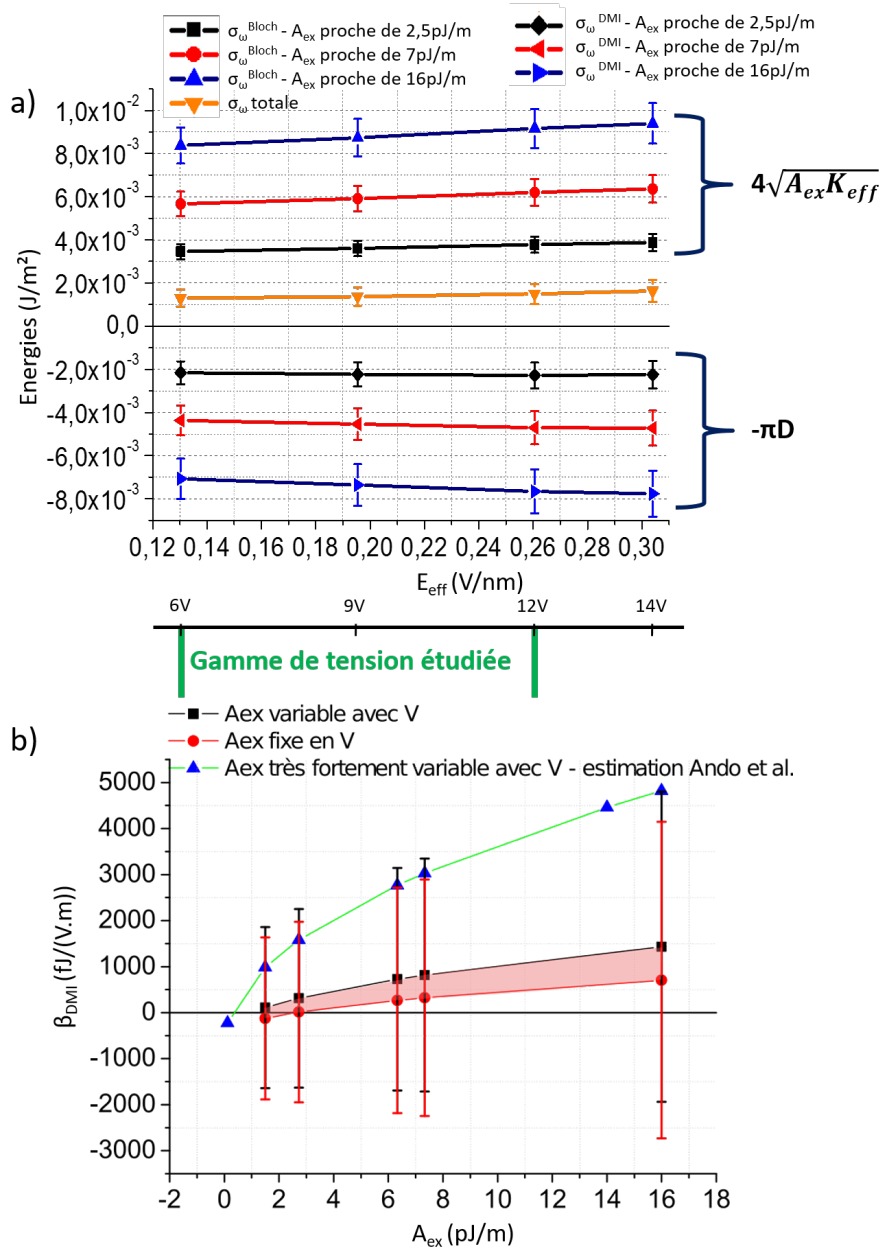 σω^Bloch - Aex proche de 2,5pJ/m
σω^Bloch - Aex proche de 7pJ/m
σω^Bloch - Aex proche de 16pJ/m
σω totale
σω^DMI - Aex proche de 2,5pJ/m
σω^DMI - Aex proche de 7pJ/m
σω^DMI - Aex proche de 16pJ/m
a)
Energies (J/m²)
1,0x10⁻²
8,0x10⁻³
6,0x10⁻³
4,0x10⁻³
2,0x10⁻³
0,0
-2,0x10⁻³
-4,0x10⁻³
-6,0x10⁻³
-8,0x10⁻³
4√AexKeff
-πD
0,12 0,14 0,16 0,18 0,20 0,22 0,24 0,26 0,28 0,30
Eeff (V/nm)
6V 9V 12V 14V
Gamme de tension étudiée
b)
Aex variable avec V
Aex fixe en V
Aex très fortement variable avec V - estimation Ando et al.
βDMI (fJ/(V.m))
5000
4000
3000
2000
1000
0
-1000
-2000
-3000
-2 0 2 4 6 8 10 12 14 16 18
Aex (pJ/m)